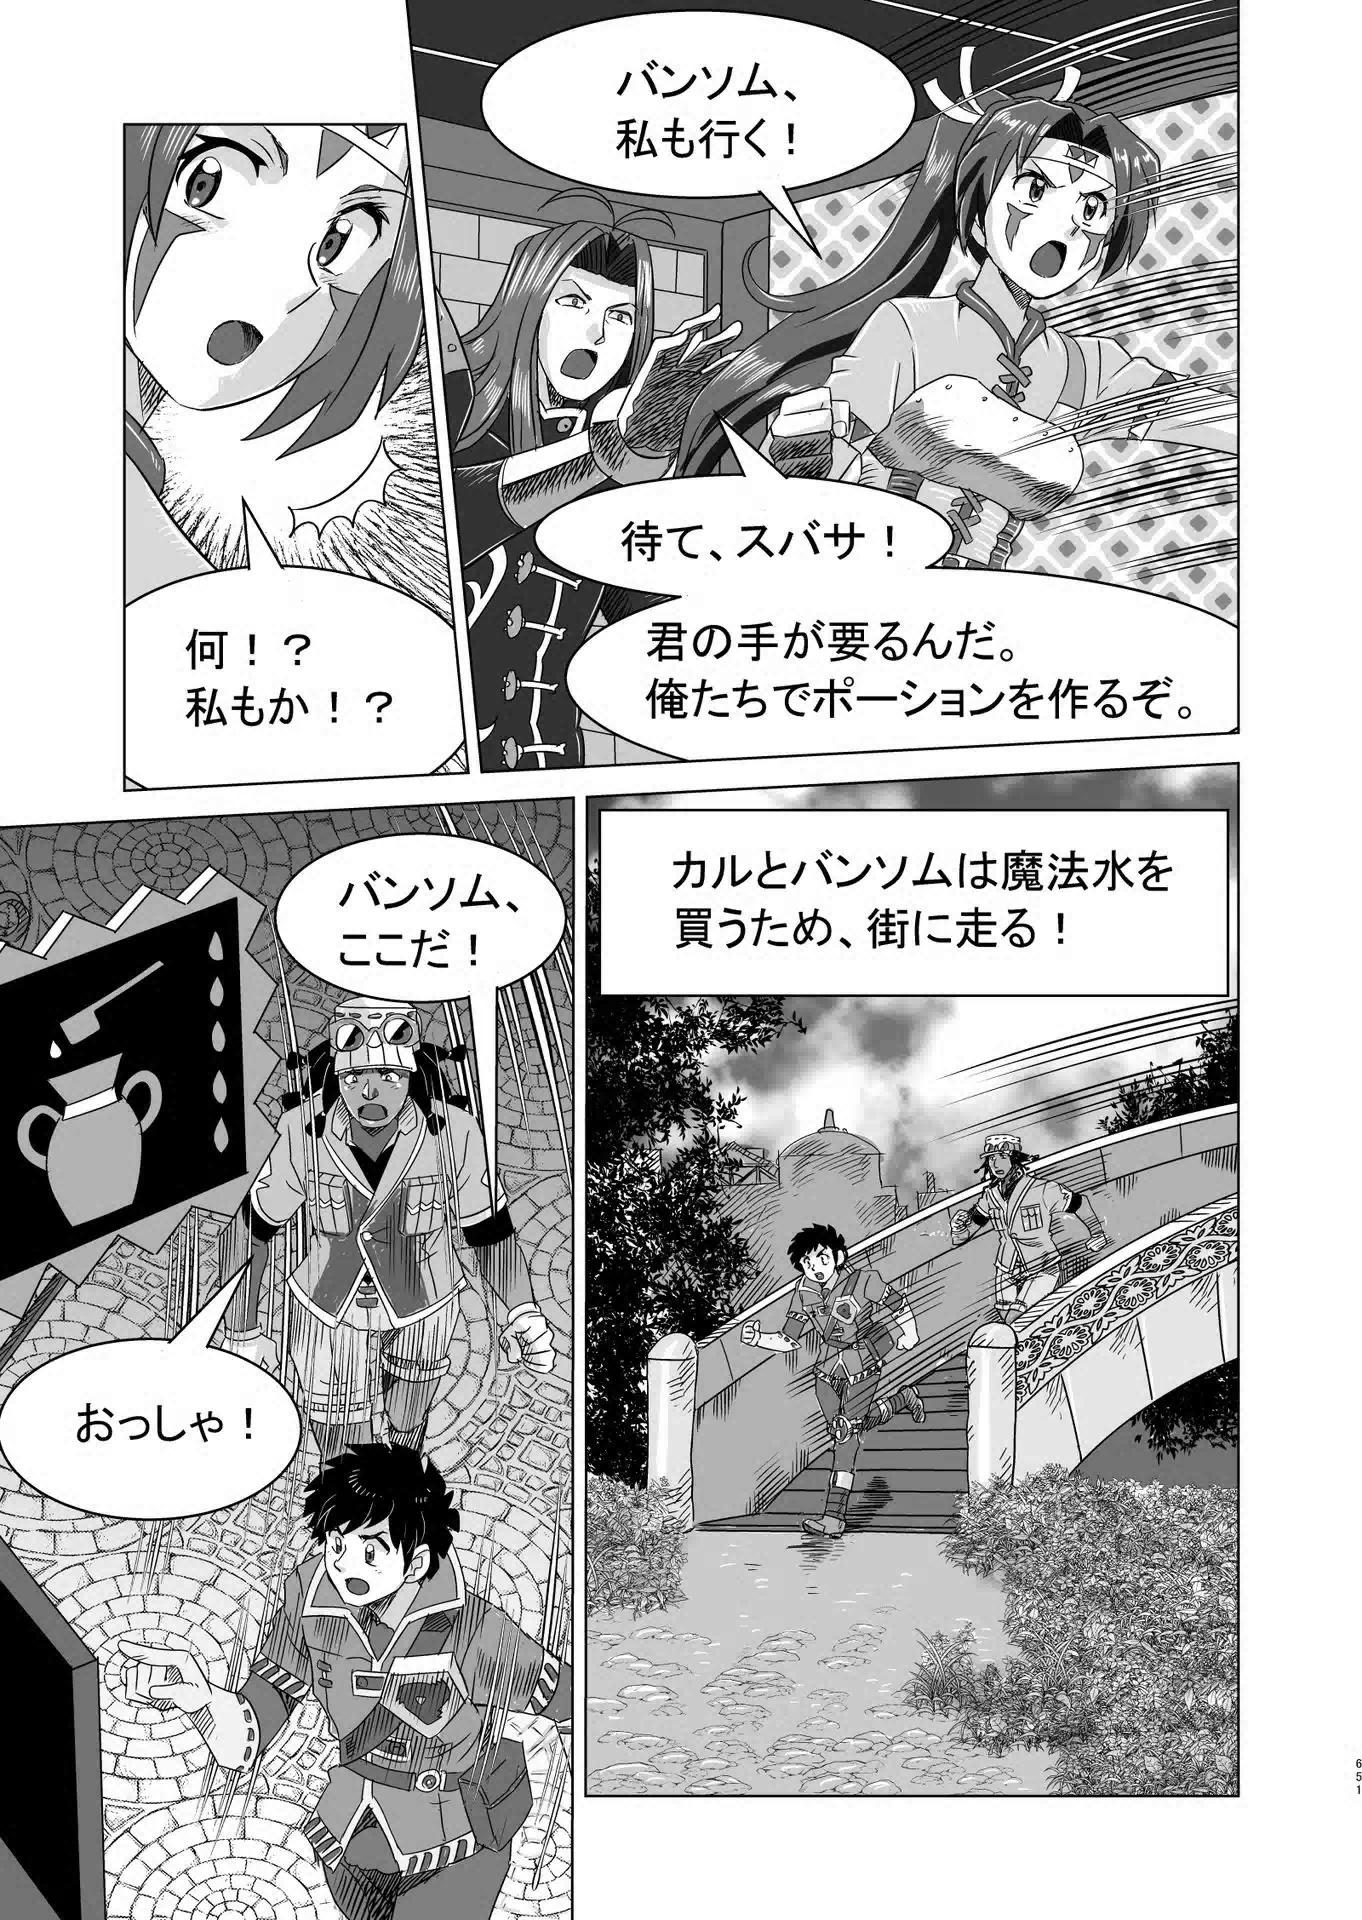 バンソム、
私も行く！
待て、スバサ！
君の手が要るんだ。
俺たちでポーションを作るぞ。
何！？
私もか！？
カルとバンソムは魔法水を
買うため、街に走る！
バンソム、
ここだ！
おっしゃ！
651